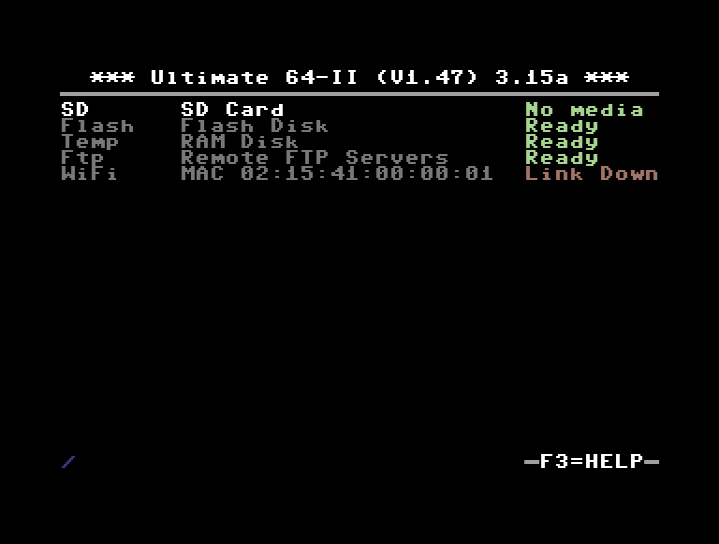 *** Ultimate 64-II (V1.47) 3.15a ***
SD SD Card No media
Flash Flash Disk Ready
Temp RAM Disk Ready
Ftp Remote FTP Servers Ready
WiFi MAC 02:15:41:00:00:01 Link Down
/ —F3=HELP—